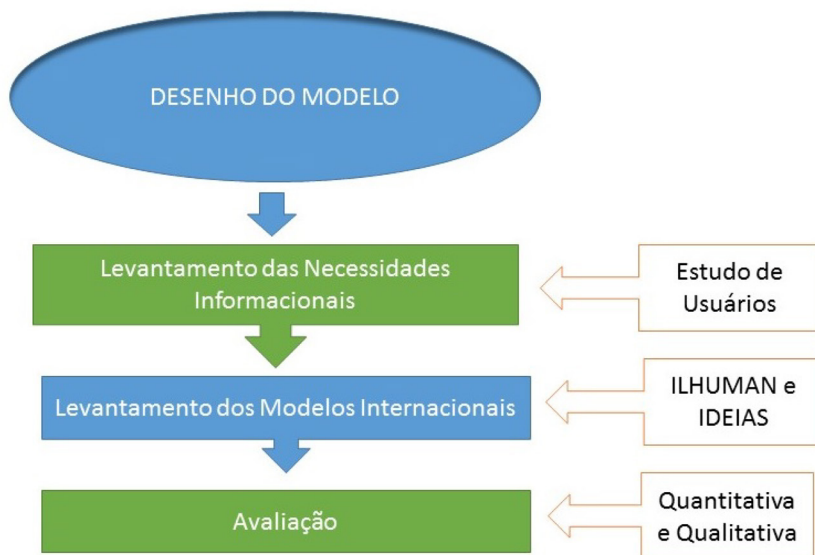 DESENHO DO MODELO
Levantamento das Necessidades
Informacionais
Estudo de
Usuários
Levantamento dos Modelos Internacionais
ILHUMAN e
IDEIAS
Avaliação
Quantitativa
e Qualitativa